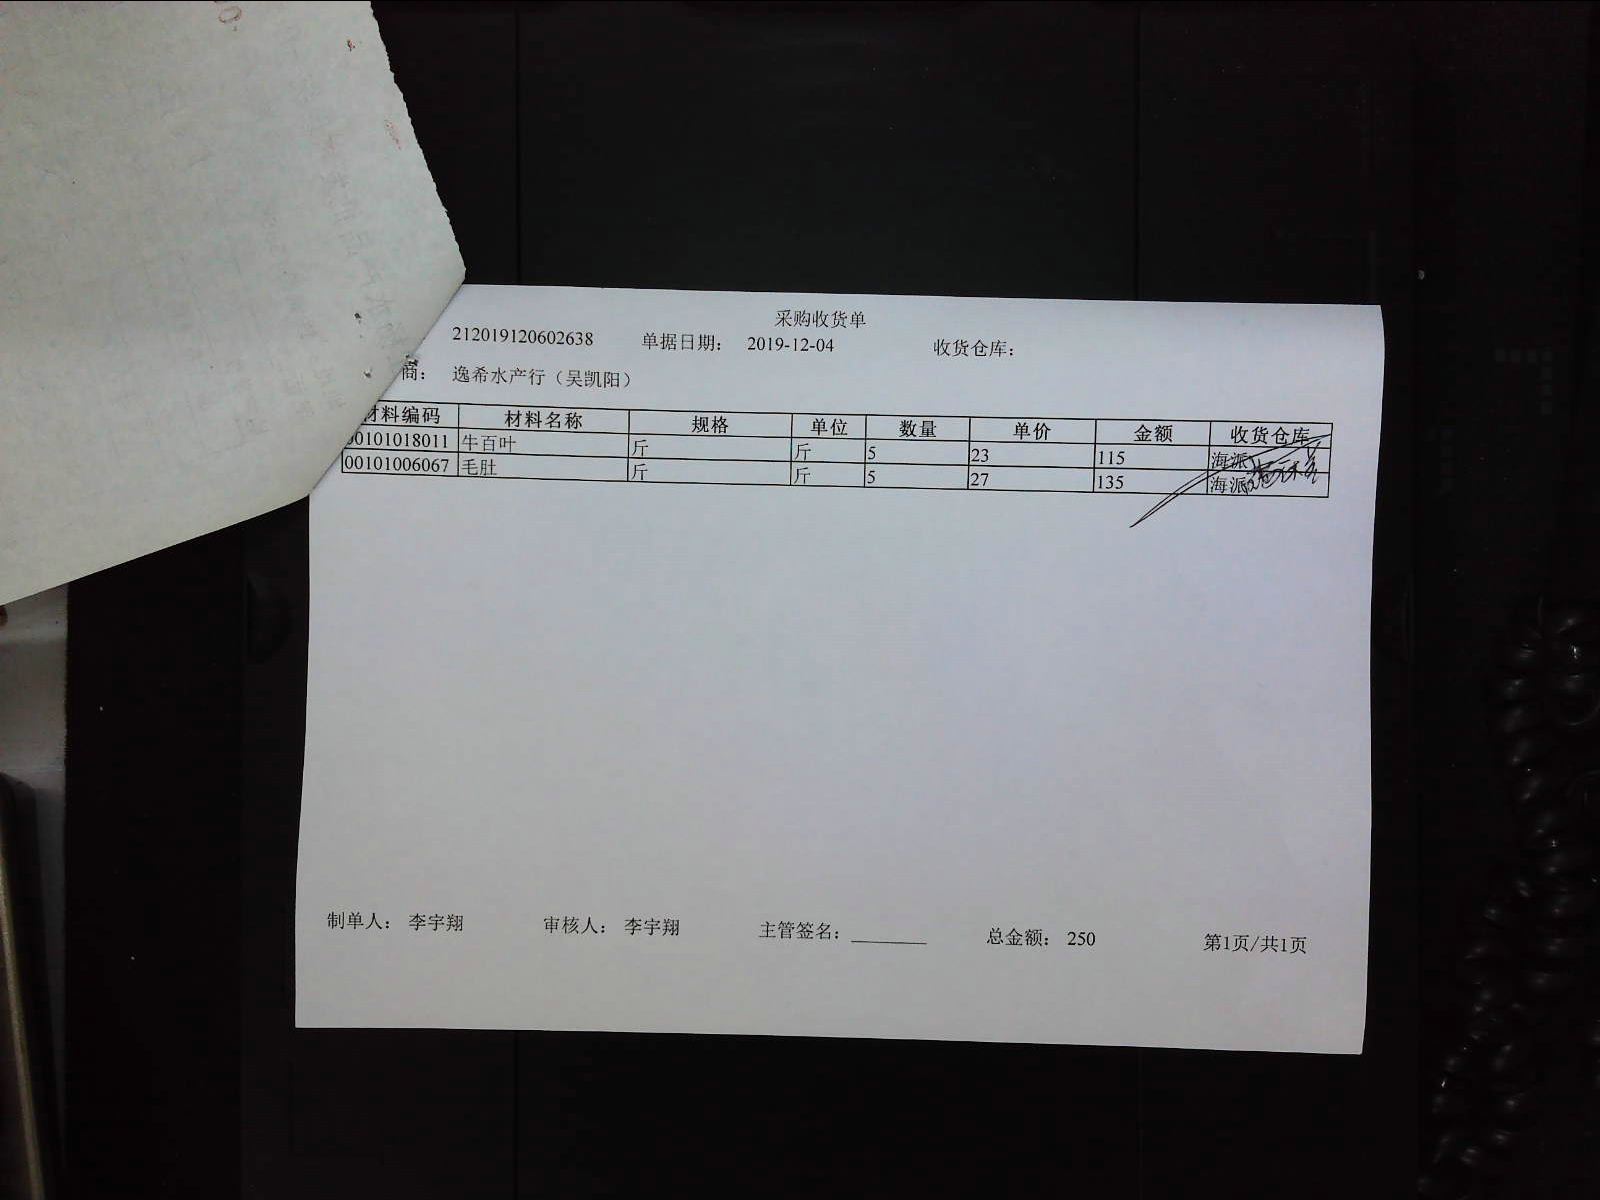 采购收货单
212019120602638 单据日期： 2019-12-04 收货仓库：
商： 逸希水产行（吴凯阳）
材料编码 材料名称 规格 单位 数量 单价 金额 收货仓库
00101018011 牛百叶 斤 斤 5 23 115 海派
00101006067 毛肚 斤 斤 5 27 135 海派
制单人： 李宇翔 审核人： 李宇翔 主管签名： 总金额： 250 第1页/共1页